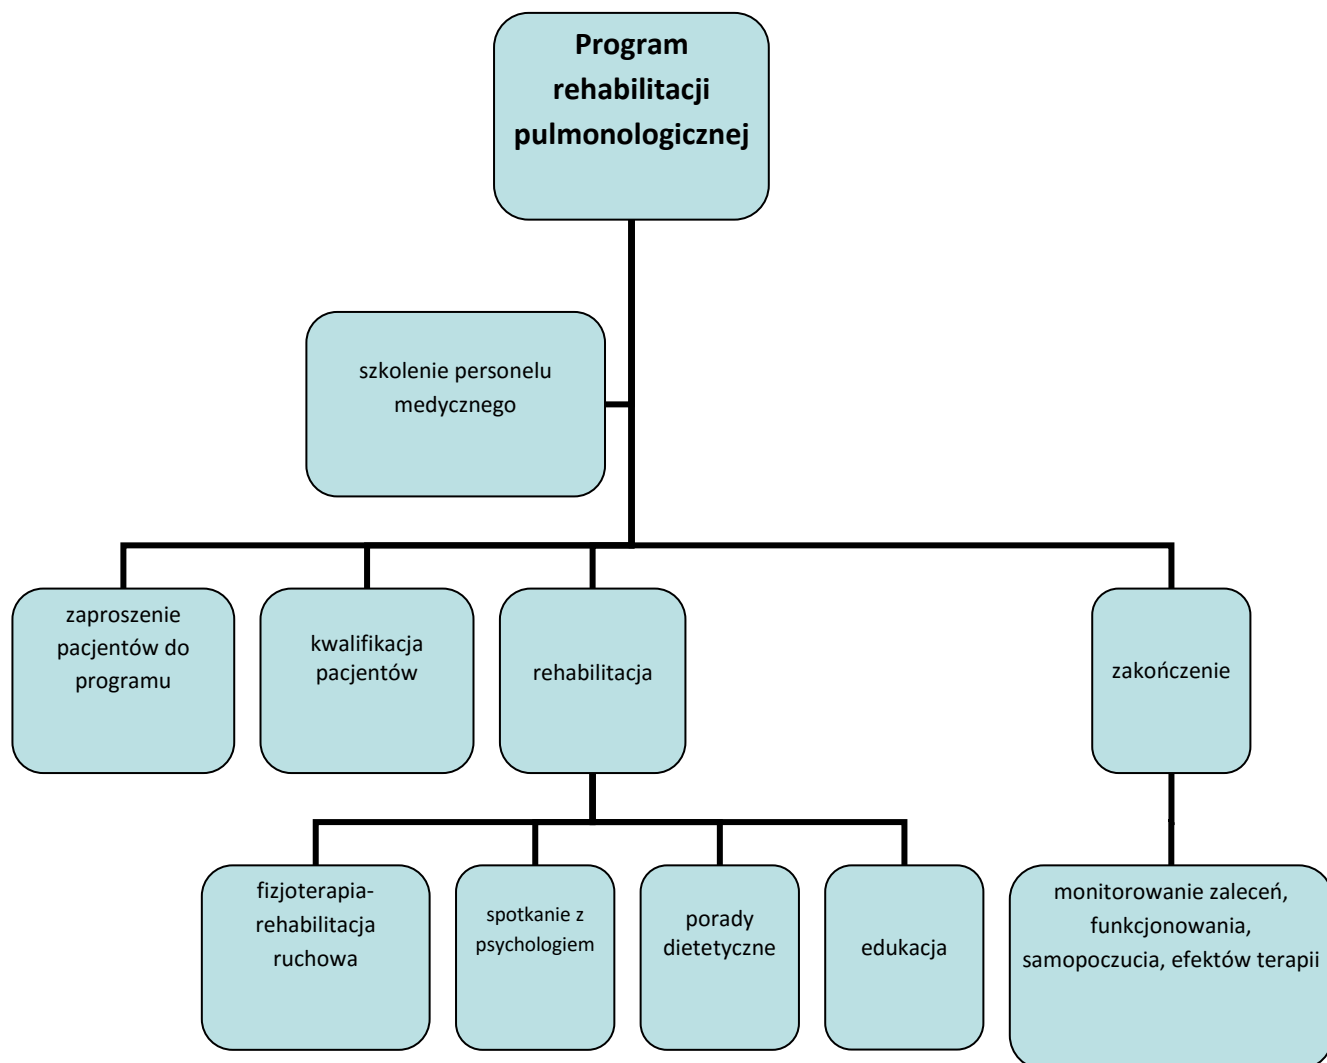 Program
rehabilitacji
pulmonologicznej
szkolenie personelu
medycznego
zaproszenie
pacjentów do
programu
kwalifikacja
pacjentów
rehabilitacja
zakończenie
fizjoterapia-
rehabilitacja
ruchowa
spotkanie z
psychologiem
porady
dietetyczne
edukacja
monitorowanie zaleceń,
funkcjonowania,
samopoczucia, efektów terapii